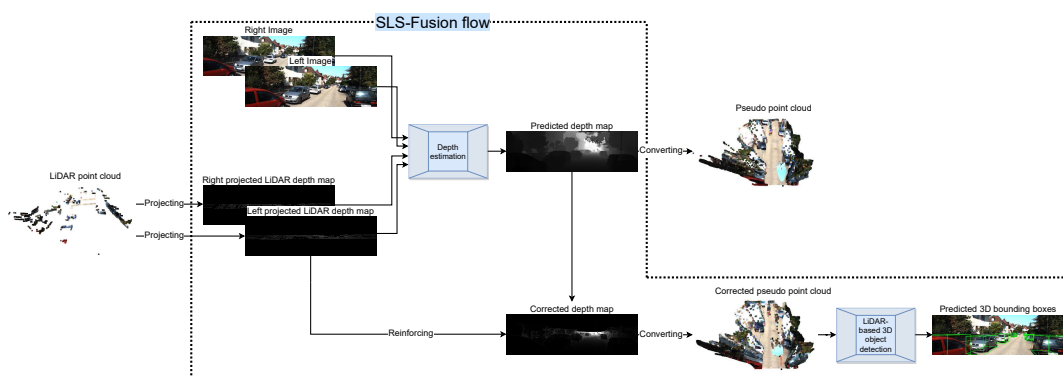 SLS-Fusion flow
Right Image
Left Image
Depth
estimation
Predicted depth map
Converting
Pseudo point cloud
LiDAR point cloud
Projecting
Projecting
Right projected LiDAR depth map
Left projected LiDAR depth map
Reinforcing
Corrected depth map
Converting
Corrected pseudo point cloud
LiDAR-
based 3D
object
detection
Predicted 3D bounding boxes